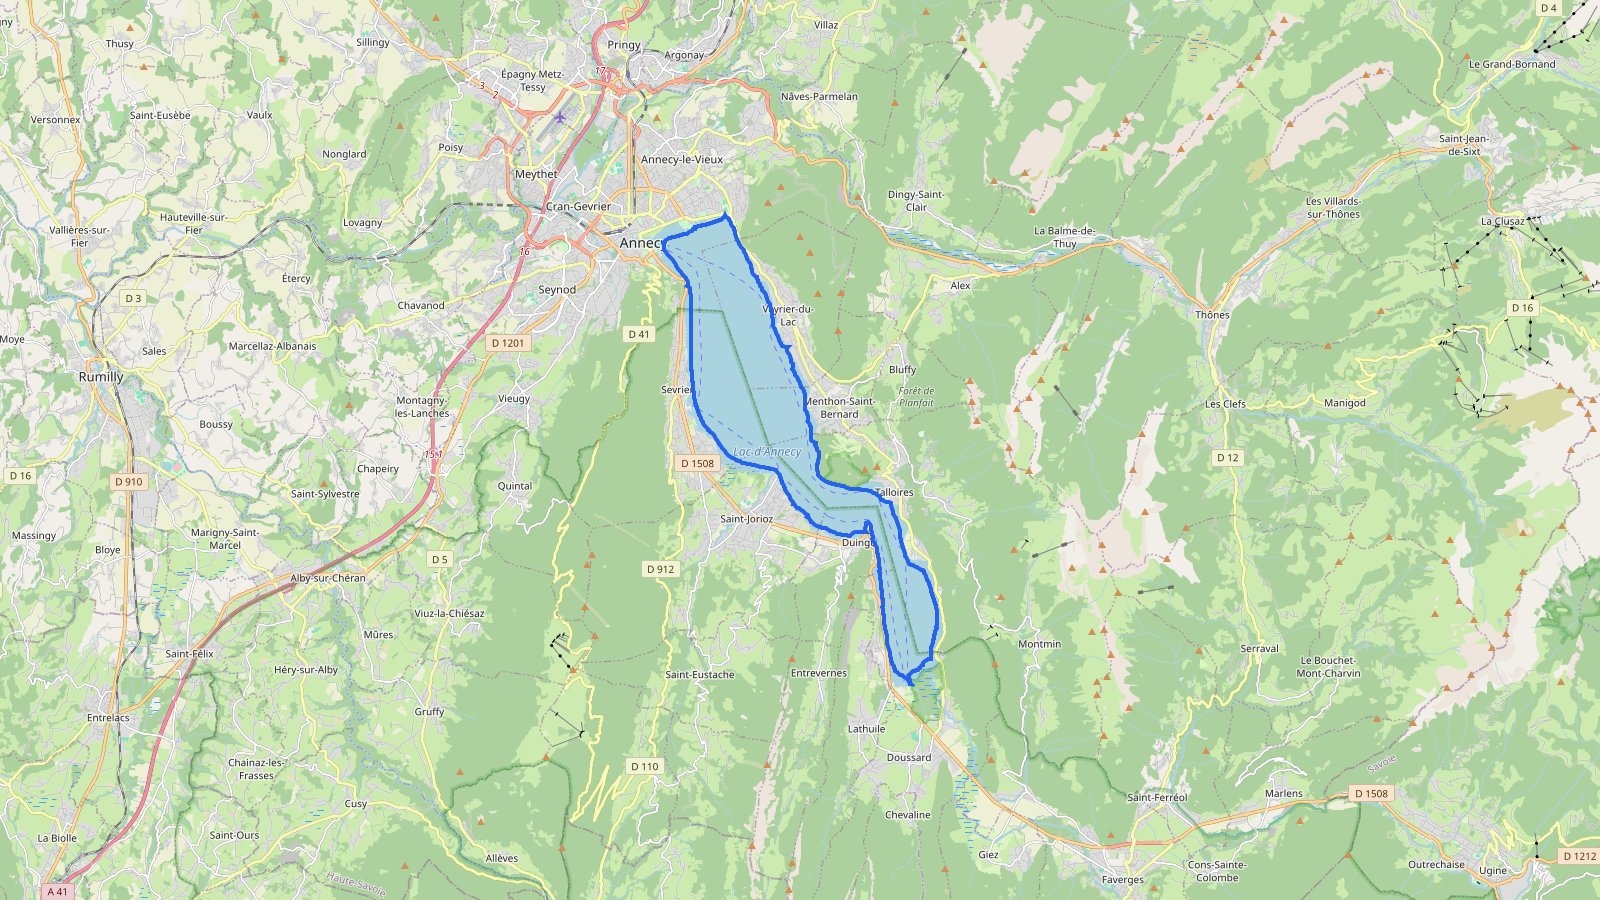 Thusy
Sillingy
Pringy
Argonay
Villaz
D 4
Le Grand-Bornand
Épagny Metz-
Tessy
17
3
2
Nâves-Parmelan
Versonnex
Saint-Eusèbe
Vaulx
Nonglard
Poisy
Annecy-le-Vieux
Saint-Jean-
de-Sixt
Meythet
Cran-Gevrier
Dingy-Saint-
Clair
Les Villards-
sur-Thônes
La Clusaz
Hauteville-sur-
Fier
Lovagny
Vallières-sur-
Fier
Annecy
La Balme-de-
Thuy
16
Étercy
Seynod
Alex
D 3
Chavanod
Veyrier-du-
Lac
Thônes
D 16
Moye
Sales
Marcellaz-Albanais
D 1201
D 41
Rumilly
Bluffy
Forêt de
Planfait
Sevrier
Montagny-
les-Lanches
Vieugy
Menthon-Saint-
Bernard
Les Clefs
Manigod
Boussy
15.1
Lac d'Annecy
D 16
D 910
Chapeiry
D 1508
D 12
Saint-Sylvestre
Quintal
Talloires
Saint-Jorioz
Massingy
Marigny-Saint-
Marcel
Bloye
Duingt
D 5
D 912
Alby-sur-Chéran
Viuz-la-Chiésaz
Mûres
Montmin
Serraval
Saint-Félix
Héry-sur-Alby
Saint-Eustache
Entrevernes
Le Bouchet-
Mont-Charvin
Entrelacs
Gruffy
Lathuile
Doussard
Chainaz-les-
Frasses
D 110
Savoie
Cusy
Saint-Ferréol
Marlens
D 1508
Chevaline
La Biolle
Saint-Ours
Allèves
Giez
Faverges
Cons-Sainte-
Colombe
Outrechaise
Ugine
D 1212
A 41
Haute-Savoie